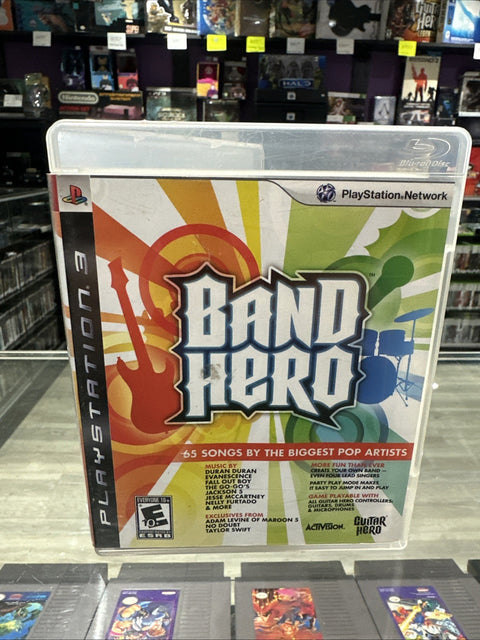 HALO
Nintendo
Blu-ray Disc
PlayStation Network
PLAYSTATION 3
BAND
HERO
™
65 SONGS BY THE BIGGEST POP ARTISTS
MUSIC BY
DURAN DURAN
EVANESCENCE
FALL OUT BOY
THE GO-GO'S
JACKSON 5
JESSE MCCARTNEY
NELLY FURTADO
& MORE
EXCLUSIVES FROM
ADAM LEVINE OF MAROON 5
NO DOUBT
TAYLOR SWIFT
MORE FUN THAN EVER
CREATE YOUR OWN BAND —
EVEN FOUR LEAD SINGERS
PARTY PLAY MODE MAKES
IT EASY TO JUMP IN AND PLAY
GAME PLAYABLE WITH
ALL GUITAR HERO CONTROLLERS,
GUITARS, DRUMS
& MICROPHONES
EVERYONE 10+
E
10+
ESRB
ACTIVISION.
GUITAR
HERO